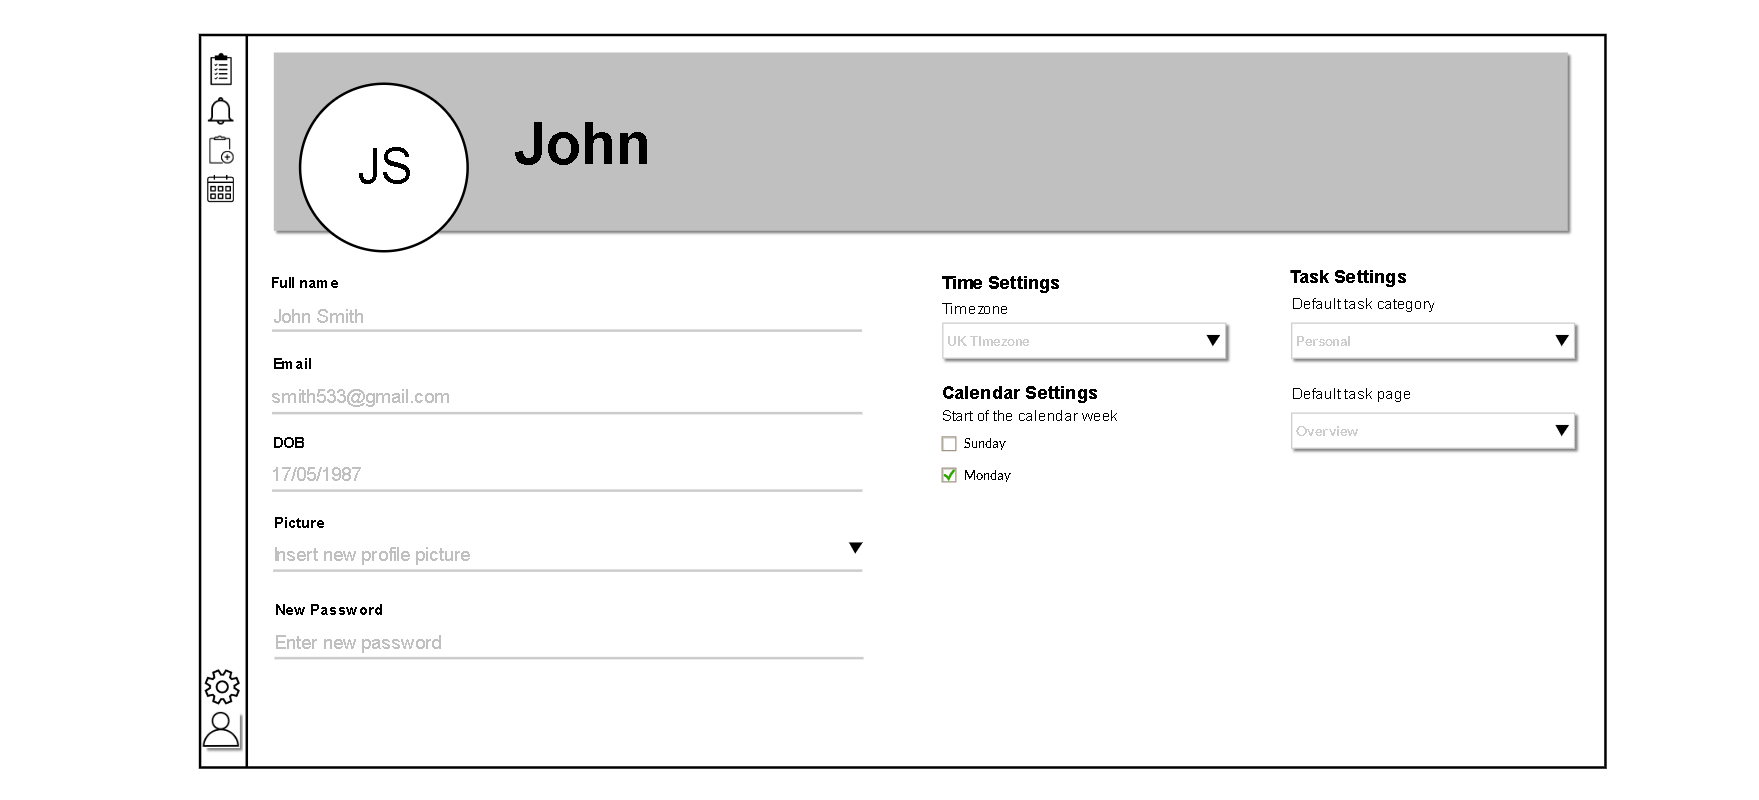 JS
John
Full name
John Smith
Email
smith533@gmail.com
DOB
17/05/1987
Picture
Insert new profile picture
New Password
Enter new password
Time Settings
Timezone
UK TImezone
Calendar Settings
Start of the calendar week
Sunday
Monday
Task Settings
Default task category
Personal
Default task page
Overview